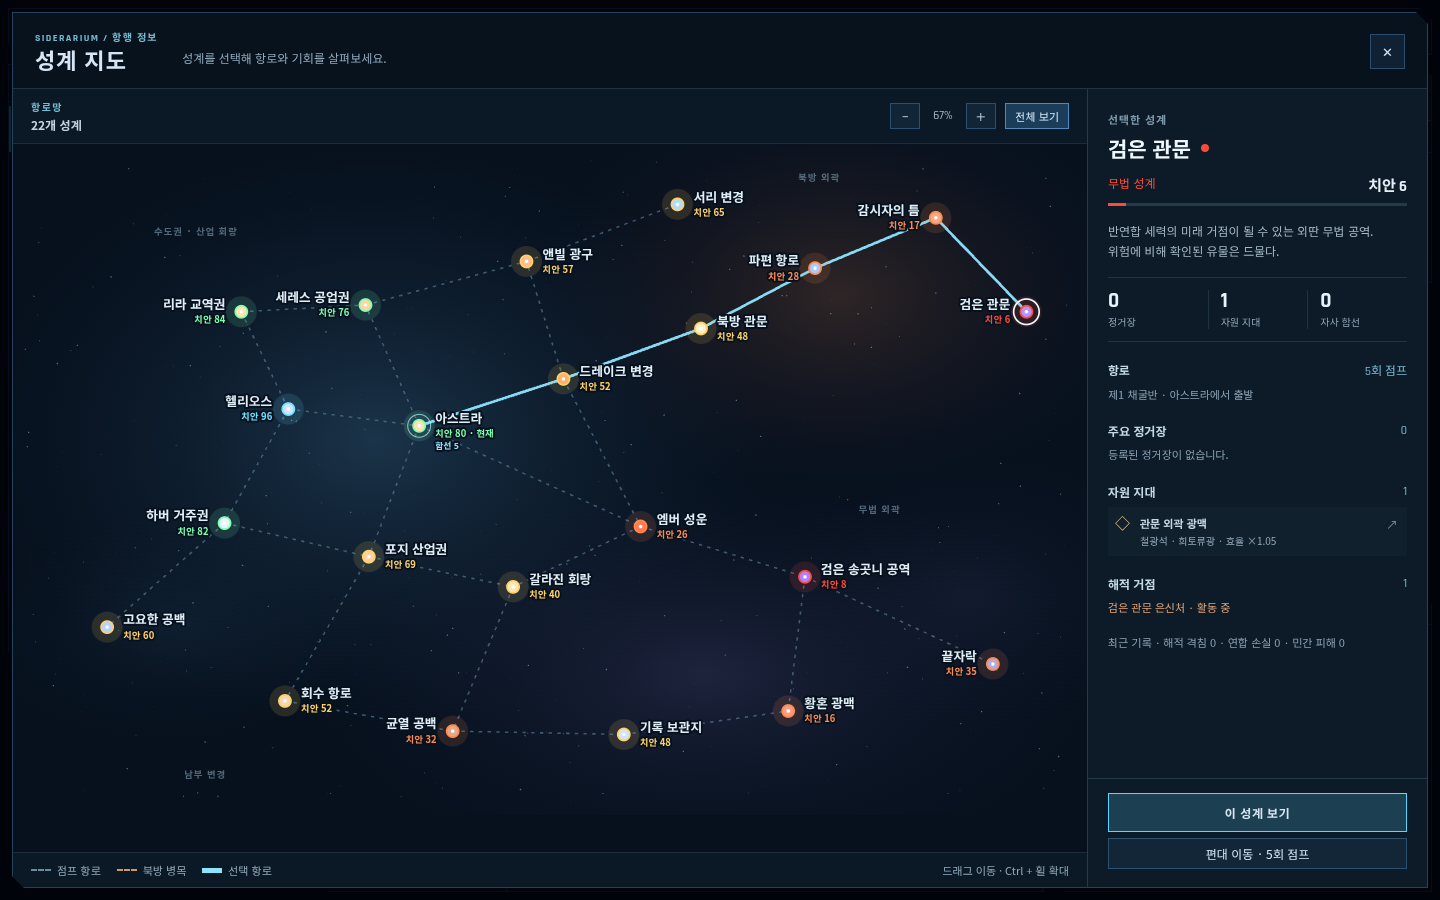 SIDERARIUM / 항행 정보
성계 지도
성계를 선택해 항로와 기회를 살펴보세요.
×
항로망
22개 성계
−
67%
+
전체 보기
북방 외곽
수도권 · 산업 회랑
서리 변경
치안 65
감시자의 틈
치안 17
앤빌 광구
치안 57
파편 항로
치안 28
리라 교역권
치안 84
세레스 공업권
치안 76
검은 관문
치안 6
북방 관문
치안 48
드레이크 변경
치안 52
헬리오스
치안 96
아스트라
치안 80 · 현재
함선 5
하버 거주권
치안 82
엠버 성운
치안 26
무법 외곽
포지 산업권
치안 69
갈라진 회랑
치안 40
검은 송곳니 공역
치안 8
고요한 공백
치안 60
끝자락
치안 35
회수 항로
치안 52
균열 공백
치안 32
기록 보관지
치안 48
황혼 광맥
치안 16
남부 변경
점프 항로
북방 병목
선택 항로
드래그 이동 · Ctrl + 휠 확대
선택한 성계
검은 관문
무법 성계
치안 6
반연합 세력의 미래 거점이 될 수 있는 외딴 무법 공역.
위험에 비해 확인된 유물은 드물다.
0
정거장
1
자원 지대
0
자사 함선
항로
5회 점프
제1 채굴반 · 아스트라에서 출발
주요 정거장
0
등록된 정거장이 없습니다.
자원 지대
1
관문 외곽 광맥
↗
철광석 · 희토류광 · 효율 ×1.05
해적 거점
1
검은 관문 은신처 · 활동 중
최근 기록 · 해적 격침 0 · 연합 손실 0 · 민간 피해 0
이 성계 보기
편대 이동 · 5회 점프